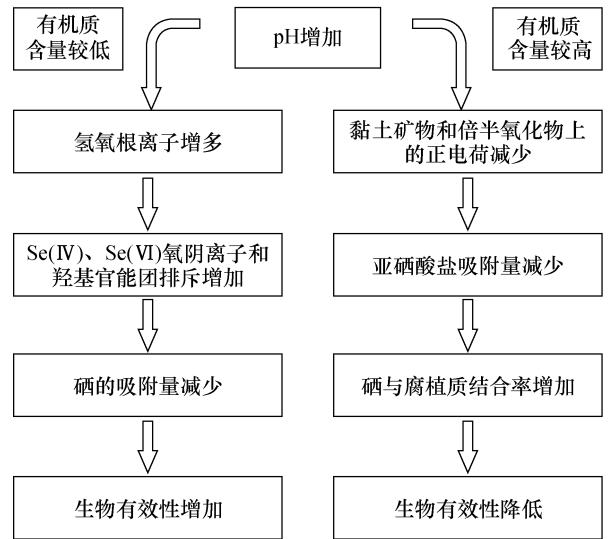 有机质
含量较低
pH增加
有机质
含量较高
氢氧根离子增多
黏土矿物和倍半氧化物上
的正电荷减少
Se(Ⅳ)、Se(Ⅵ)氧阴离子和
羟基官能团排斥增加
亚硒酸盐吸附量减少
硒的吸附量减少
硒与腐植质结合率增加
生物有效性增加
生物有效性降低